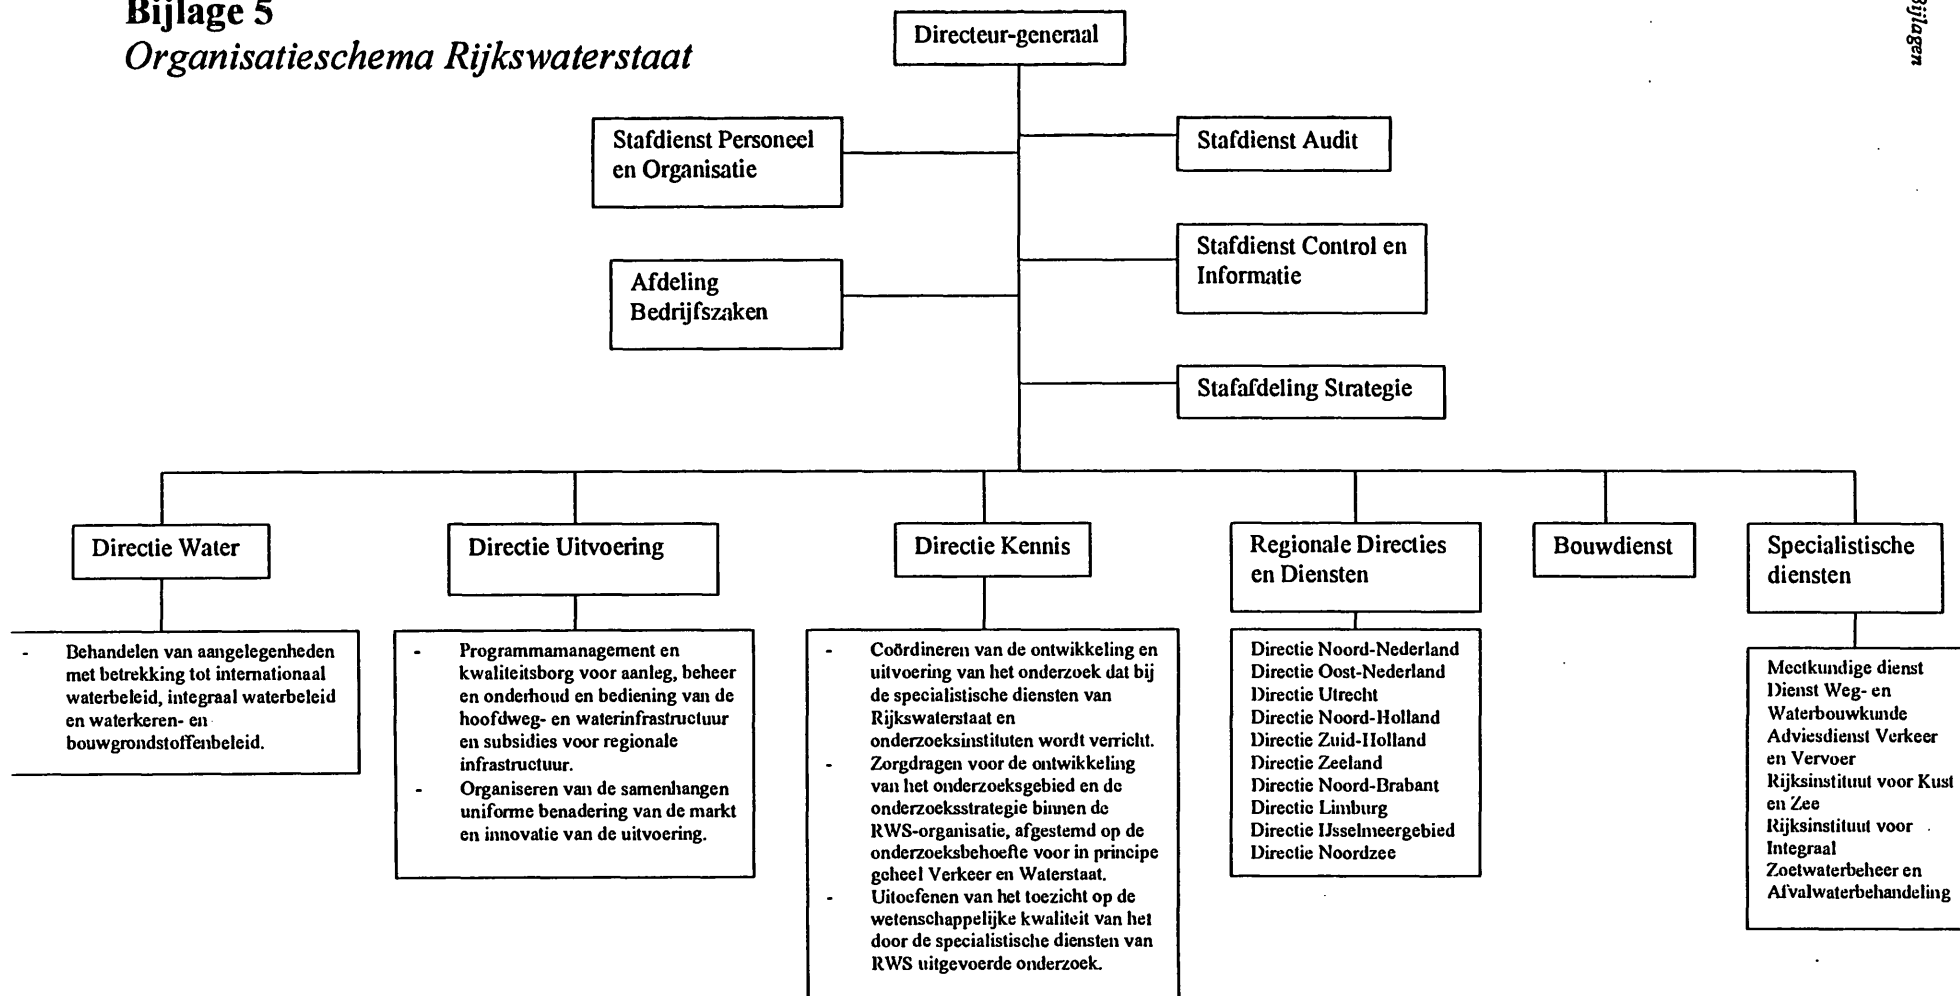 Bijlage 5
Organisatieschema Rijkswaterstaat
Bijlagen
Directeur-generaal
Stafdienst Personeel
en Organisatie
Stafdienst Audit
Stafdienst Control en
Informatie
Afdeling
Bedrijfszaken
Stafafdeling Strategie
Directie Water
Directie Uitvoering
Directie Kennis
Regionale Directies
en Diensten
Bouwdienst
Specialistische
diensten
- Behandelen van aangelegenheden
met betrekking tot internationaal
waterbeleid, integraal waterbeleid
en waterkeren- en
bouwgrondstoffenbeleid.
- Programmamanagement en
kwaliteitsborg voor aanleg, beheer
en onderhoud en bediening van de
hoofdweg- en waterinfrastructuur
en subsidies voor regionale
infrastructuur.
- Organiseren van de samenhangen
uniforme benadering van de markt
en innovatie van de uitvoering.
- Coördineren van de ontwikkeling en
uitvoering van het onderzoek dat bij
de specialistische diensten van
Rijkswaterstaat en
onderzoeksinstituten wordt verricht.
- Zorgdragen voor de ontwikkeling
van het onderzoeksgebied en de
onderzoeksstrategie binnen de
RWS-organisatie, afgestemd op de
onderzoeksbehoefte voor in principe
geheel Verkeer en Waterstaat.
- Uitoefenen van het toezicht op de
wetenschappelijke kwaliteit van het
door de specialistische diensten van
RWS uitgevoerde onderzoek.
Directie Noord-Nederland
Directie Oost-Nederland
Directie Utrecht
Directie Noord-Holland
Directie Zuid-Holland
Directie Zeeland
Directie Noord-Brabant
Directie Limburg
Directie IJsselmeergebied
Directie Noordzee
Meetkundige dienst
Dienst Weg- en
Waterbouwkunde
Adviesdienst Verkeer
en Vervoer
Rijksinstituut voor Kust
en Zee
Rijksinstituut voor
Integraal
Zoetwaterbeheer en
Afvalwaterbehandeling